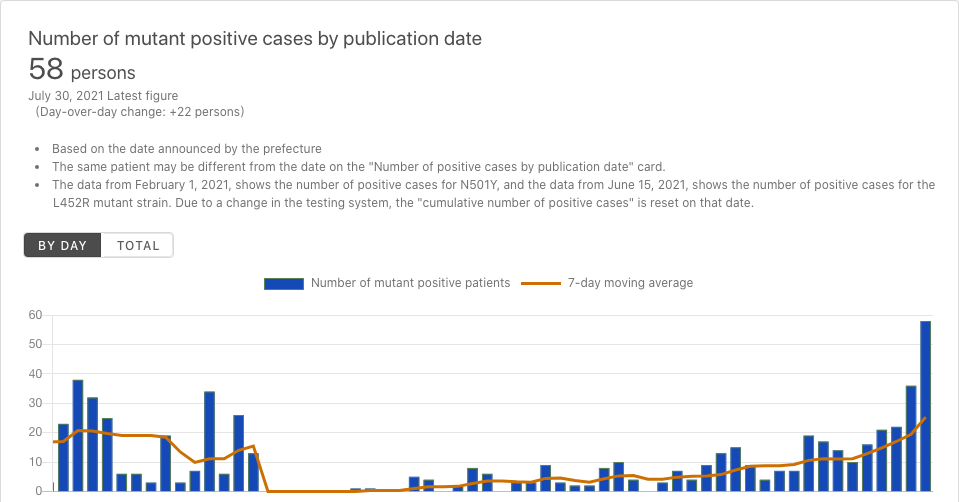 Number of mutant positive cases by publication date
58 persons
July 30, 2021 Latest figure
(Day-over-day change: +22 persons)
• Based on the date announced by the prefecture
• The same patient may be different from the date on the "Number of positive cases by publication date" card.
• The data from February 1, 2021, shows the number of positive cases for N501Y, and the data from June 15, 2021, shows the number of positive cases for the
L452R mutant strain. Due to a change in the testing system, the "cumulative number of positive cases" is reset on that date.
BY DAY TOTAL
Number of mutant positive patients 7-day moving average
60
50
40
30
20
10
0